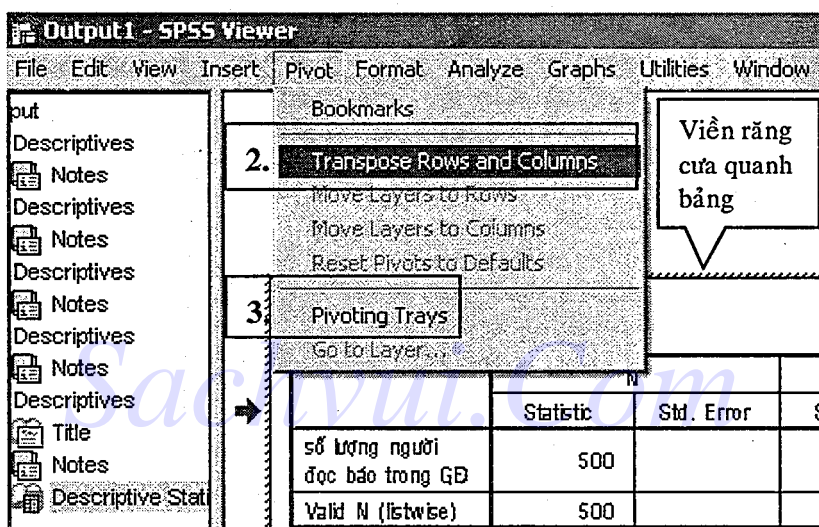 Output1 - SPSS Viewer
File Edit View Insert Pivot Format Analyze Graphs Utilities Window
put
Descriptives
Notes
Descriptives
Notes
Descriptives
Notes
Descriptives
Notes
Descriptives
Title
Notes
Descriptive Stati
Bookmarks
2. Transpose Rows and Columns
Move Layers to Rows
Move Layers to Columns
Reset Pivots to Defaults
3. Pivoting Trays
Go to Layer...
Viền răng
cưa quanh
bảng
N
Statistic Std. Error S
số lượng người
đọc báo trong GĐ 500
Valid N (listwise) 500
Sachvui.Com